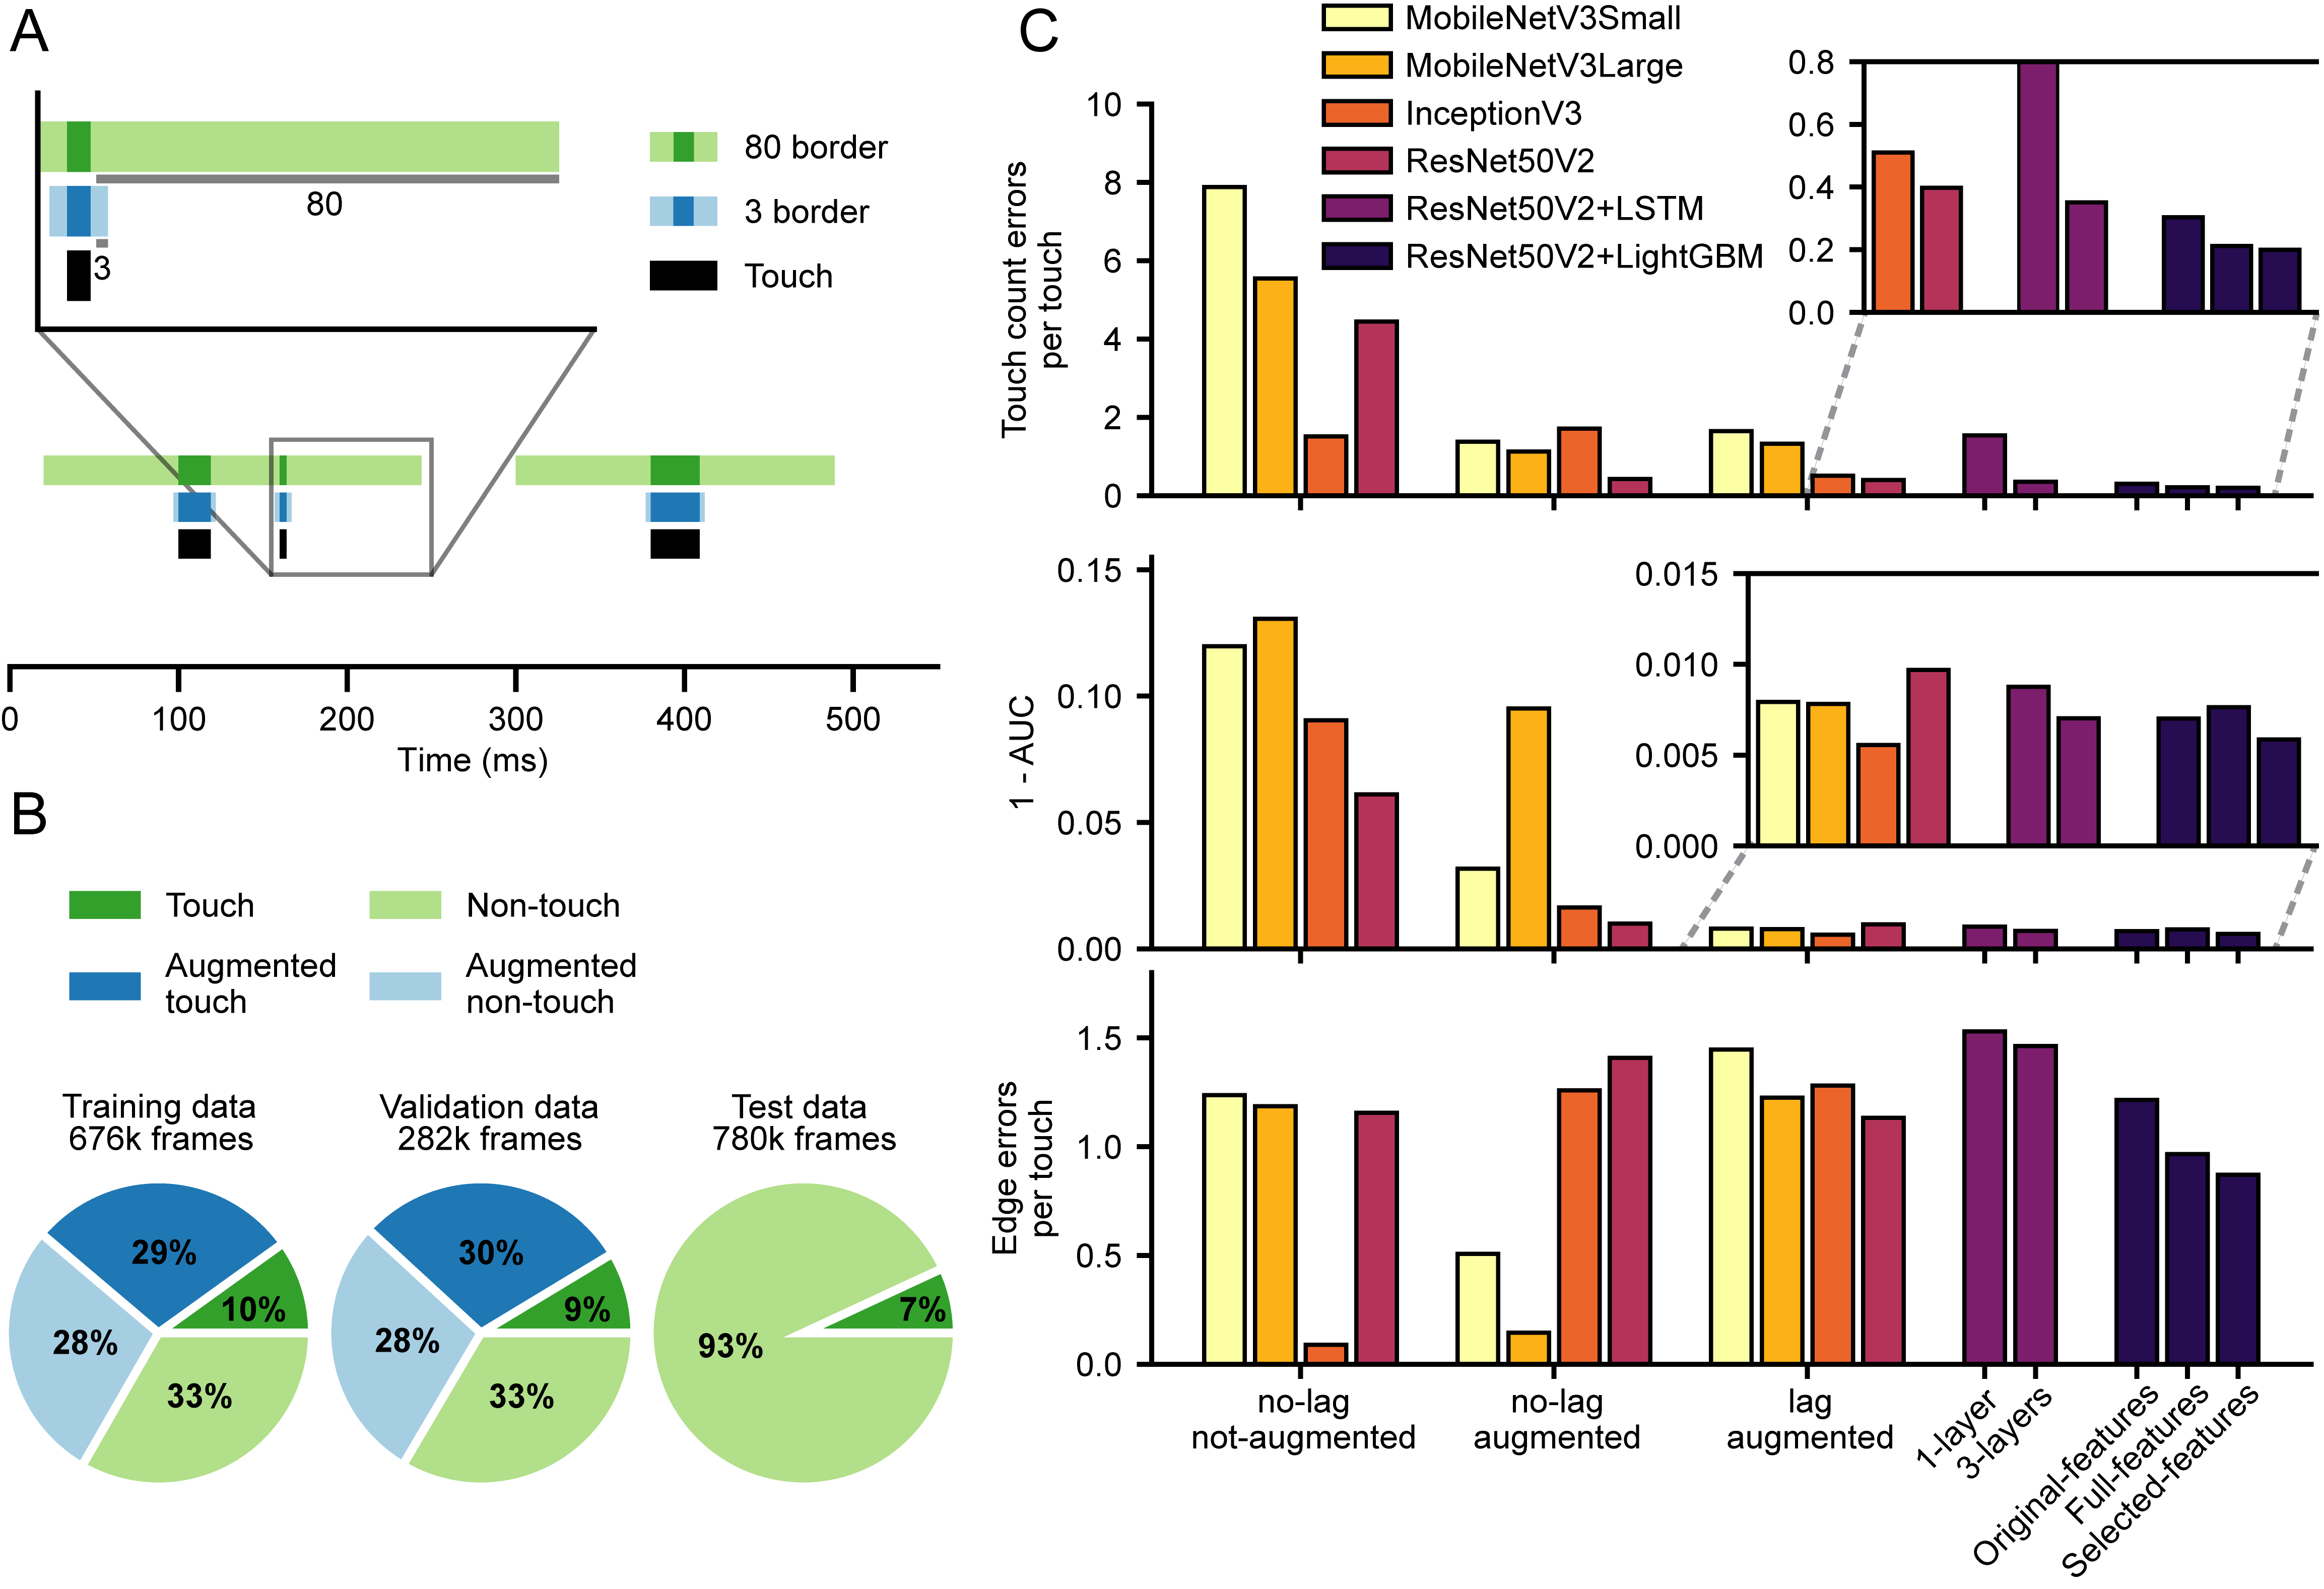 A
80 border
3 border
Touch
80
3
0
100
200
300
400
500
Time (ms)
B
Touch
Non-touch
Augmented
touch
Augmented
non-touch
Training data
676k frames
Validation data
282k frames
Test data
780k frames
29%
10%
28%
33%
30%
9%
28%
33%
7%
93%
C
MobileNetV3Small
MobileNetV3Large
InceptionV3
ResNet50V2
ResNet50V2+LSTM
ResNet50V2+LightGBM
Touch count errors
per touch
10
8
6
4
2
0
0.8
0.6
0.4
0.2
0.0
1 - AUC
0.15
0.10
0.05
0.00
0.015
0.010
0.005
0.000
Edge errors
per touch
1.5
1.0
0.5
0.0
no-lag
not-augmented
no-lag
augmented
lag
augmented
1-layer
3-layers
Original-features
Full-features
Selected-features